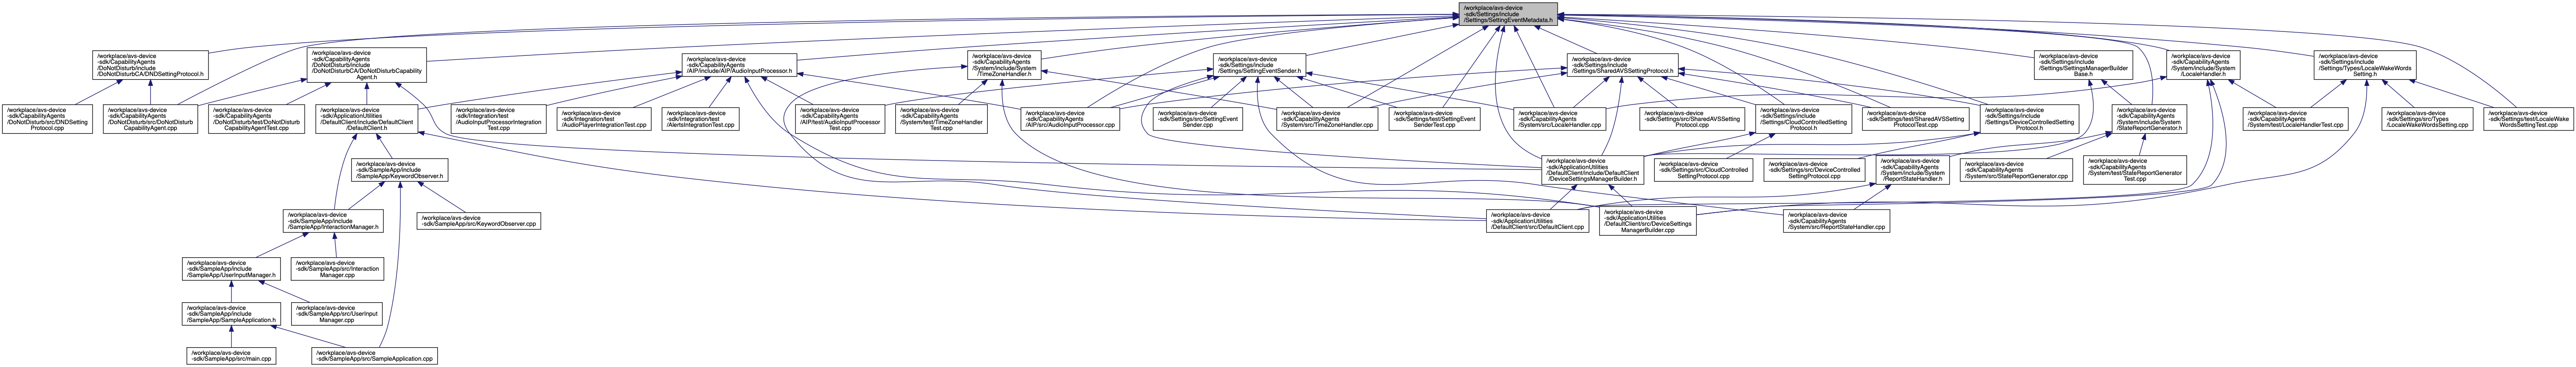 /workplace/avs-device
-sdk/Settings/include
/Settings/SettingEventMetadata.h
/workplace/avs-device
-sdk/CapabilityAgents
/DoNotDisturb/include
/DoNotDisturbCA/DNDSettingProtocol.h
/workplace/avs-device
-sdk/CapabilityAgents
/DoNotDisturb/include
/DoNotDisturbCA/DoNotDisturbCapability
Agent.h
/workplace/avs-device
-sdk/CapabilityAgents
/AIP/include/AIP/AudioInputProcessor.h
/workplace/avs-device
-sdk/CapabilityAgents
/System/include/System
/TimeZoneHandler.h
/workplace/avs-device
-sdk/Settings/include
/Settings/SettingEventSender.h
/workplace/avs-device
-sdk/Settings/include
/Settings/SharedAVSSettingProtocol.h
/workplace/avs-device
-sdk/Settings/include
/Settings/SettingsManagerBuilder
Base.h
/workplace/avs-device
-sdk/CapabilityAgents
/System/include/System
/LocaleHandler.h
/workplace/avs-device
-sdk/Settings/include
/Settings/Types/LocaleWakeWords
Setting.h
/workplace/avs-device
-sdk/CapabilityAgents
/DoNotDisturb/src/DNDSetting
Protocol.cpp
/workplace/avs-device
-sdk/CapabilityAgents
/DoNotDisturb/src/DoNotDisturb
CapabilityAgent.cpp
/workplace/avs-device
-sdk/CapabilityAgents
/DoNotDisturb/test/DoNotDisturb
CapabilityAgentTest.cpp
/workplace/avs-device
-sdk/ApplicationUtilities
/DefaultClient/include/DefaultClient
/DefaultClient.h
/workplace/avs-device
-sdk/Integration/test
/AudioInputProcessorIntegration
Test.cpp
/workplace/avs-device
-sdk/Integration/test
/AudioPlayerIntegrationTest.cpp
/workplace/avs-device
-sdk/Integration/test
/AlertsIntegrationTest.cpp
/workplace/avs-device
-sdk/CapabilityAgents
/AIP/test/AudioInputProcessor
Test.cpp
/workplace/avs-device
-sdk/CapabilityAgents
/System/test/TimeZoneHandler
Test.cpp
/workplace/avs-device
-sdk/CapabilityAgents
/AIP/src/AudioInputProcessor.cpp
/workplace/avs-device
-sdk/Settings/src/SettingEvent
Sender.cpp
/workplace/avs-device
-sdk/CapabilityAgents
/System/src/TimeZoneHandler.cpp
/workplace/avs-device
-sdk/Settings/test/SettingEvent
SenderTest.cpp
/workplace/avs-device
-sdk/CapabilityAgents
/System/src/LocaleHandler.cpp
/workplace/avs-device
-sdk/Settings/src/SharedAVSSetting
Protocol.cpp
/workplace/avs-device
-sdk/Settings/include
/Settings/CloudControlledSetting
Protocol.h
/workplace/avs-device
-sdk/Settings/test/SharedAVSSetting
ProtocolTest.cpp
/workplace/avs-device
-sdk/Settings/include
/Settings/DeviceControlledSetting
Protocol.h
/workplace/avs-device
-sdk/CapabilityAgents
/System/include/System
/StateReportGenerator.h
/workplace/avs-device
-sdk/CapabilityAgents
/System/test/LocaleHandlerTest.cpp
/workplace/avs-device
-sdk/Settings/src/Types
/LocaleWakeWordsSetting.cpp
/workplace/avs-device
-sdk/Settings/test/LocaleWake
WordsSettingTest.cpp
/workplace/avs-device
-sdk/SampleApp/include
/SampleApp/KeywordObserver.h
/workplace/avs-device
-sdk/ApplicationUtilities
/DefaultClient/include/DefaultClient
/DeviceSettingsManagerBuilder.h
/workplace/avs-device
-sdk/Settings/src/CloudControlled
SettingProtocol.cpp
/workplace/avs-device
-sdk/Settings/src/DeviceControlled
SettingProtocol.cpp
/workplace/avs-device
-sdk/CapabilityAgents
/System/include/System
/ReportStateHandler.h
/workplace/avs-device
-sdk/CapabilityAgents
/System/src/StateReportGenerator.cpp
/workplace/avs-device
-sdk/CapabilityAgents
/System/test/StateReportGenerator
Test.cpp
/workplace/avs-device
-sdk/SampleApp/include
/SampleApp/InteractionManager.h
/workplace/avs-device
-sdk/SampleApp/src/KeywordObserver.cpp
/workplace/avs-device
-sdk/ApplicationUtilities
/DefaultClient/src/DefaultClient.cpp
/workplace/avs-device
-sdk/ApplicationUtilities
/DefaultClient/src/DeviceSettings
ManagerBuilder.cpp
/workplace/avs-device
-sdk/CapabilityAgents
/System/src/ReportStateHandler.cpp
/workplace/avs-device
-sdk/SampleApp/include
/SampleApp/UserInputManager.h
/workplace/avs-device
-sdk/SampleApp/src/Interaction
Manager.cpp
/workplace/avs-device
-sdk/SampleApp/include
/SampleApp/SampleApplication.h
/workplace/avs-device
-sdk/SampleApp/src/UserInput
Manager.cpp
/workplace/avs-device
-sdk/SampleApp/src/main.cpp
/workplace/avs-device
-sdk/SampleApp/src/SampleApplication.cpp